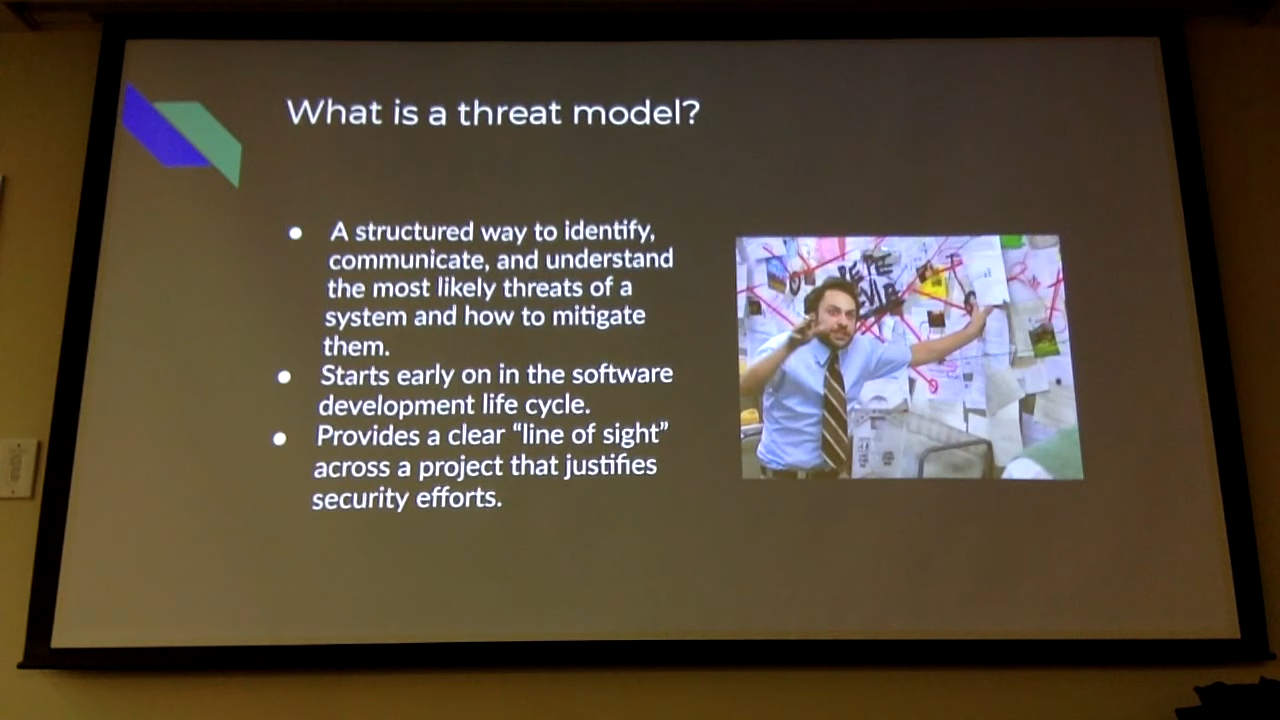 What is a threat model?
● A structured way to identify,
communicate, and understand
the most likely threats of a
system and how to mitigate
them.
● Starts early on in the software
development life cycle.
● Provides a clear “line of sight”
across a project that justifies
security efforts.
PEPE
SILVIA